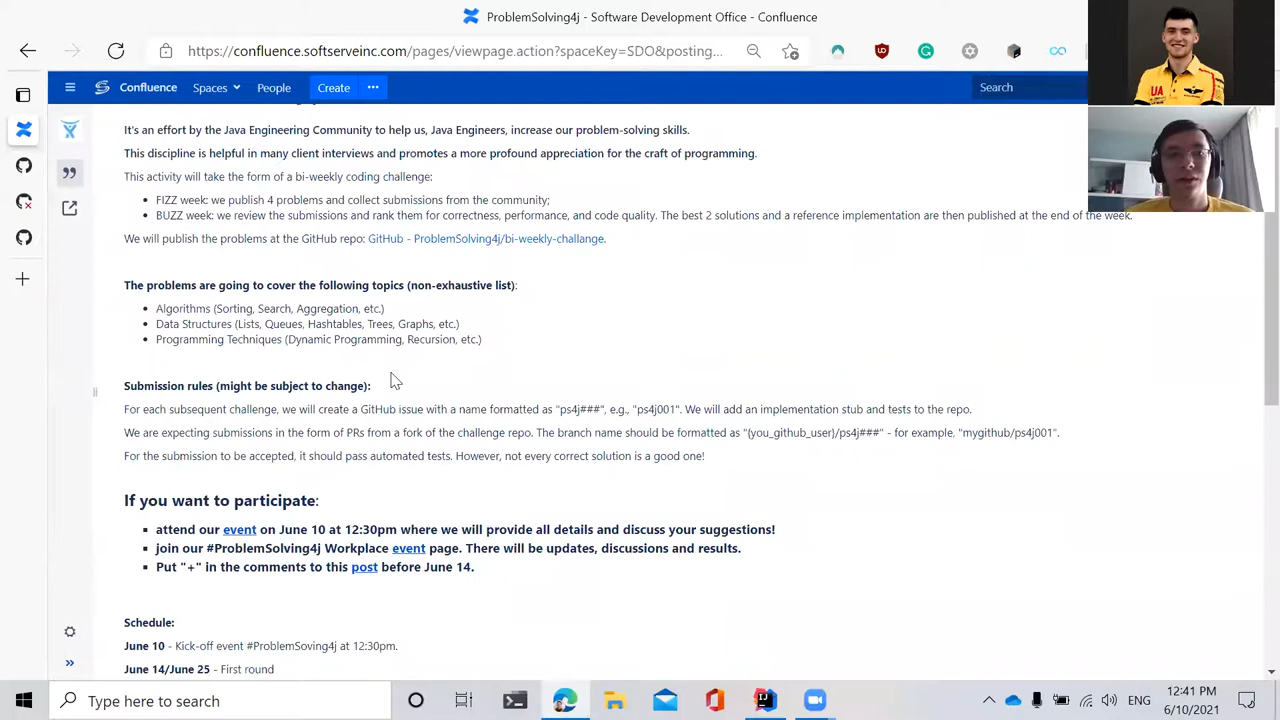 ProblemSolving4j - Software Development Office - Confluence
https://confluence.softserveinc.com/pages/viewpage.action?spaceKey=SDO&posting...
Confluence
Spaces
People
Create
Search
It's an effort by the Java Engineering Community to help us, Java Engineers, increase our problem-solving skills.
This discipline is helpful in many client interviews and promotes a more profound appreciation for the craft of programming.
This activity will take the form of a bi-weekly coding challenge:
• FIZZ week: we publish 4 problems and collect submissions from the community;
• BUZZ week: we review the submissions and rank them for correctness, performance, and code quality. The best 2 solutions and a reference implementation are then published at the end of the week.
We will publish the problems at the GitHub repo: GitHub - ProblemSolving4j/bi-weekly-challange.
The problems are going to cover the following topics (non-exhaustive list):
• Algorithms (Sorting, Search, Aggregation, etc.)
• Data Structures (Lists, Queues, Hashtables, Trees, Graphs, etc.)
• Programming Techniques (Dynamic Programming, Recursion, etc.)
Submission rules (might be subject to change):
For each subsequent challenge, we will create a GitHub issue with a name formatted as "ps4j###", e.g., "ps4j001". We will add an implementation stub and tests to the repo.
We are expecting submissions in the form of PRs from a fork of the challenge repo. The branch name should be formatted as "{you_github_user}/ps4j###" - for example, "mygithub/ps4j001".
For the submission to be accepted, it should pass automated tests. However, not every correct solution is a good one!
If you want to participate:
attend our event on June 10 at 12:30pm where we will provide all details and discuss your suggestions!
join our #ProblemSolving4j Workplace event page. There will be updates, discussions and results.
Put "+" in the comments to this post before June 14.
Schedule:
June 10 - Kick-off event #ProblemSoving4j at 12:30pm.
June 14/June 25 - First round
UA
Type here to search
ENG
12:41 PM
6/10/2021